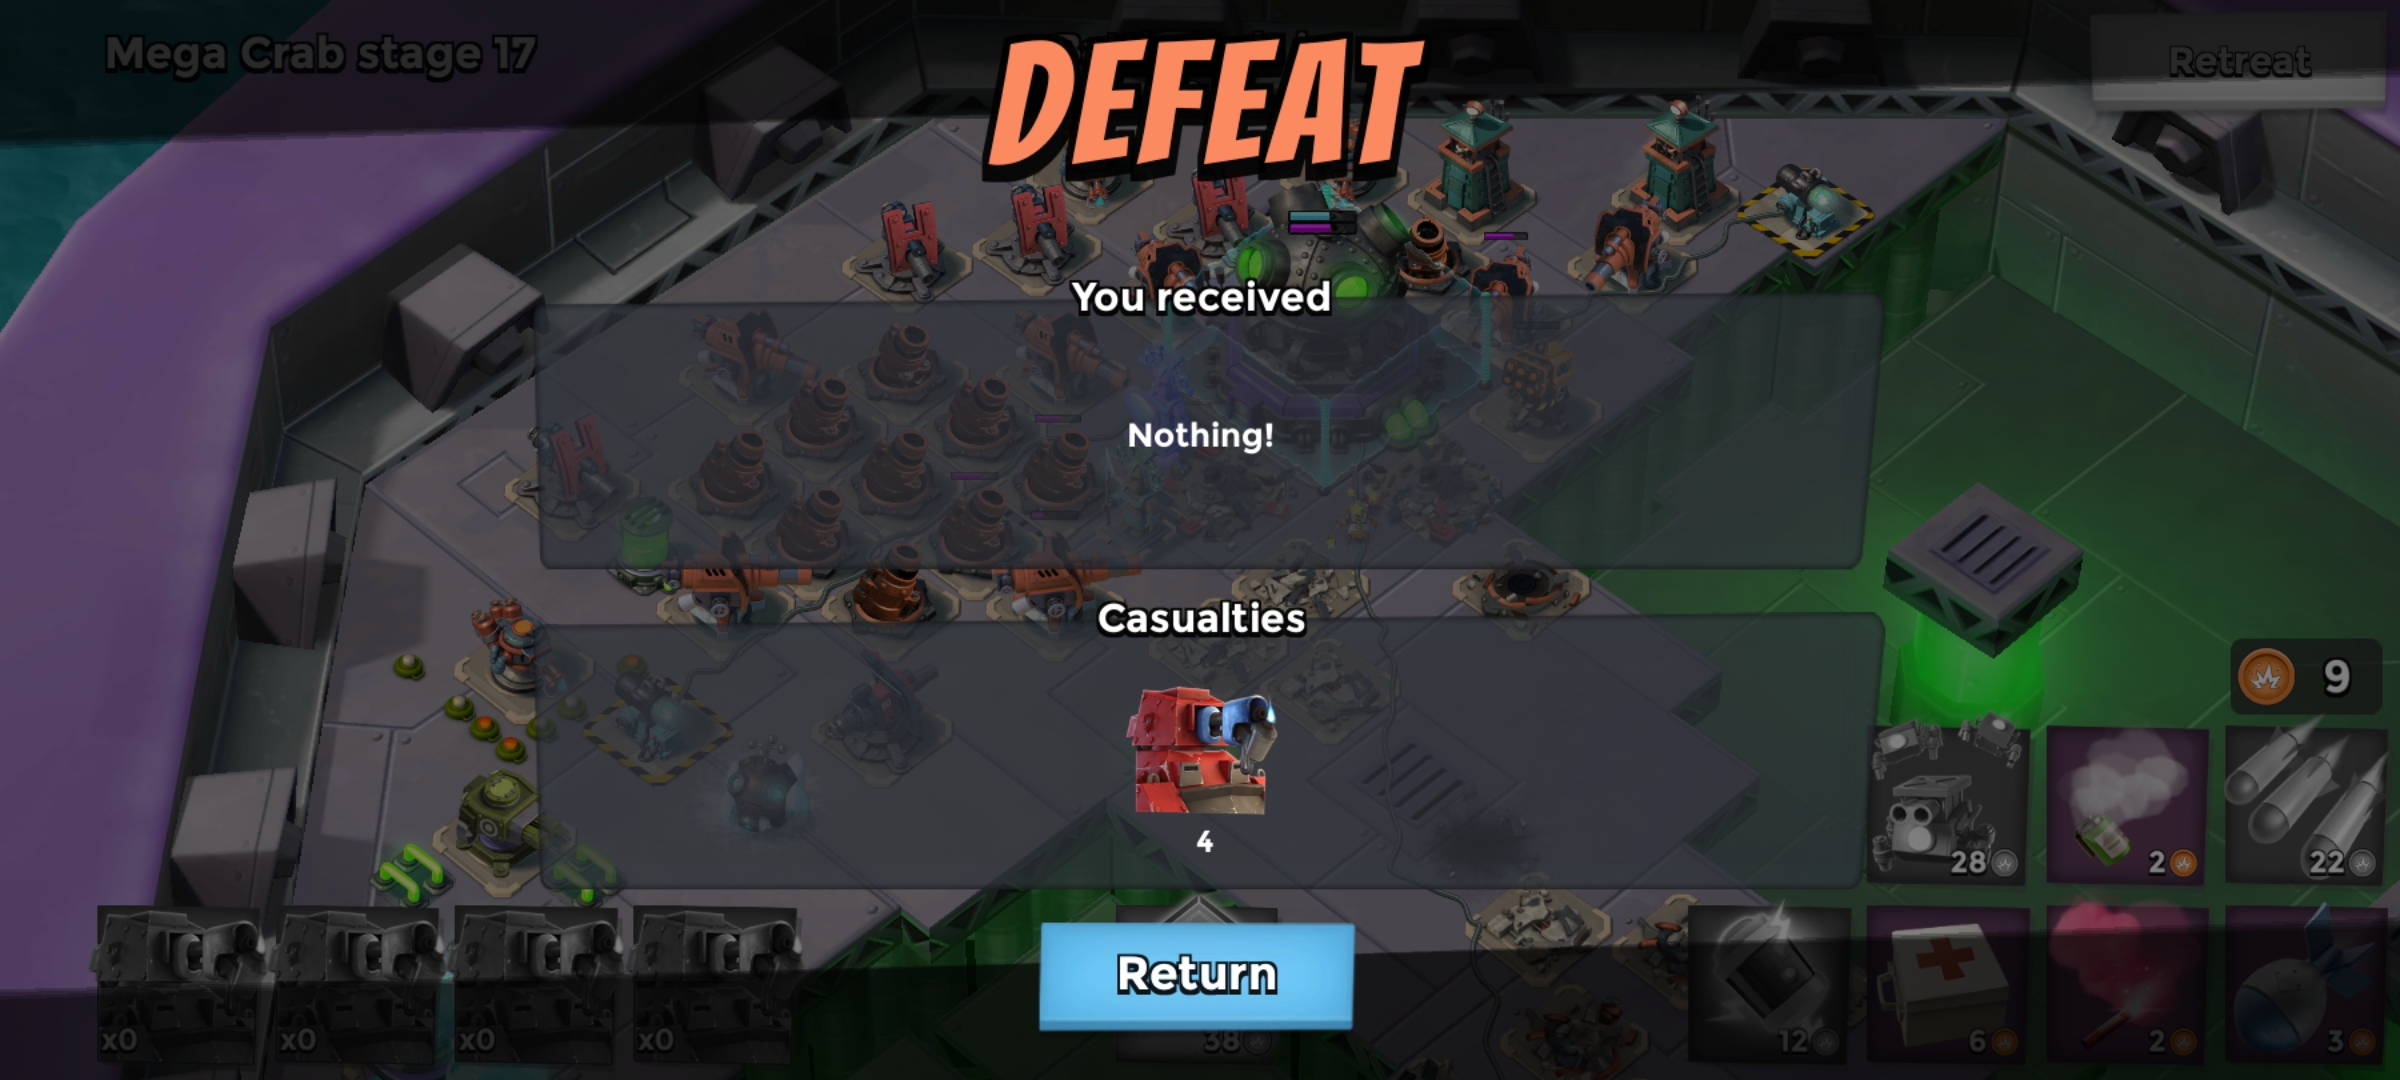 Mega Crab stage 17
DEFEAT
Retreat
You received
Nothing!
Casualties
4
9
28
2
22
Return
x0
x0
x0
x0
38
12
6
2
3